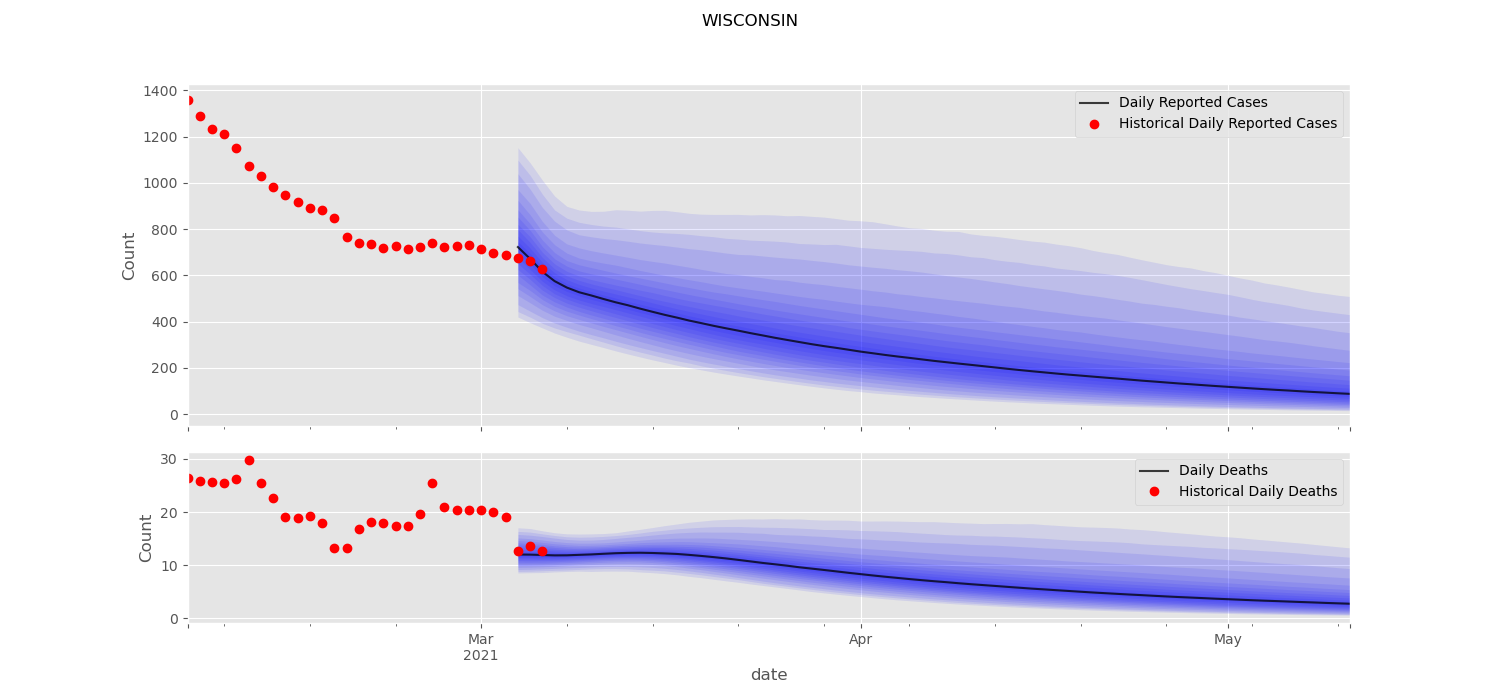 WISCONSIN
1400
1200
1000
800
600
400
200
0
Count
Daily Reported Cases
Historical Daily Reported Cases
30
20
10
0
Count
Daily Deaths
Historical Daily Deaths
Mar
2021
Apr
May
date